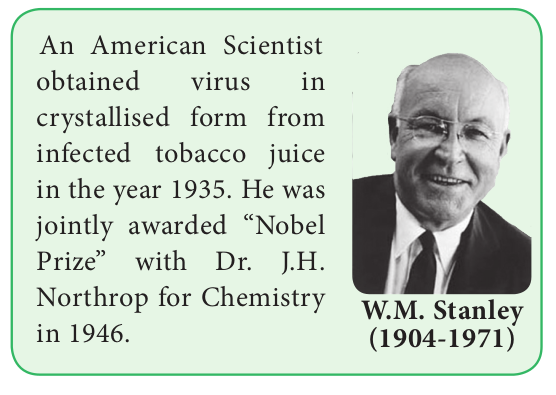 An American Scientist
obtained virus in
crystallised form from
infected tobacco juice
in the year 1935. He was
jointly awarded “Nobel
Prize” with Dr. J.H.
Northrop for Chemistry
in 1946.
W.M. Stanley
(1904-1971)